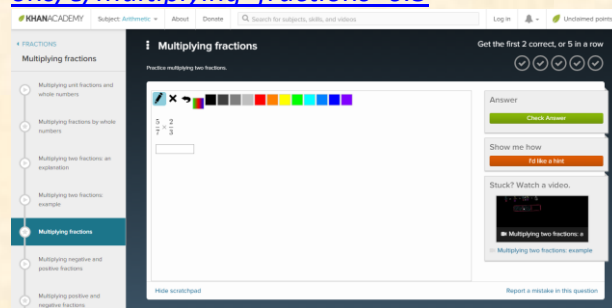 ons/e/multiplying_fractions_0.5
KHANACADEMY Subject: Arithmetic About Donate Search for subjects, skills, and videos Log in Unclaimed points
FRACTIONS
Multiplying fractions
Multiplying unit fractions and
whole numbers
Multiplying fractions by whole
numbers
Multiplying two fractions: an
exploration
Multiplying two fractions:
example
Multiplying fractions
Multiplying negative and
positive fractions
Multiplying positive and
negative fractions
Multiplying fractions
Practice multiplying two fractions.
Get the first 2 correct, or 5 in a row
Hide scratchpad
Answer
Check Answer
Show me how
I'd like a hint
Stuck? Watch a video.
Multiplying two fractions: e
Multiplying two fractions: example
Report a mistake in this question